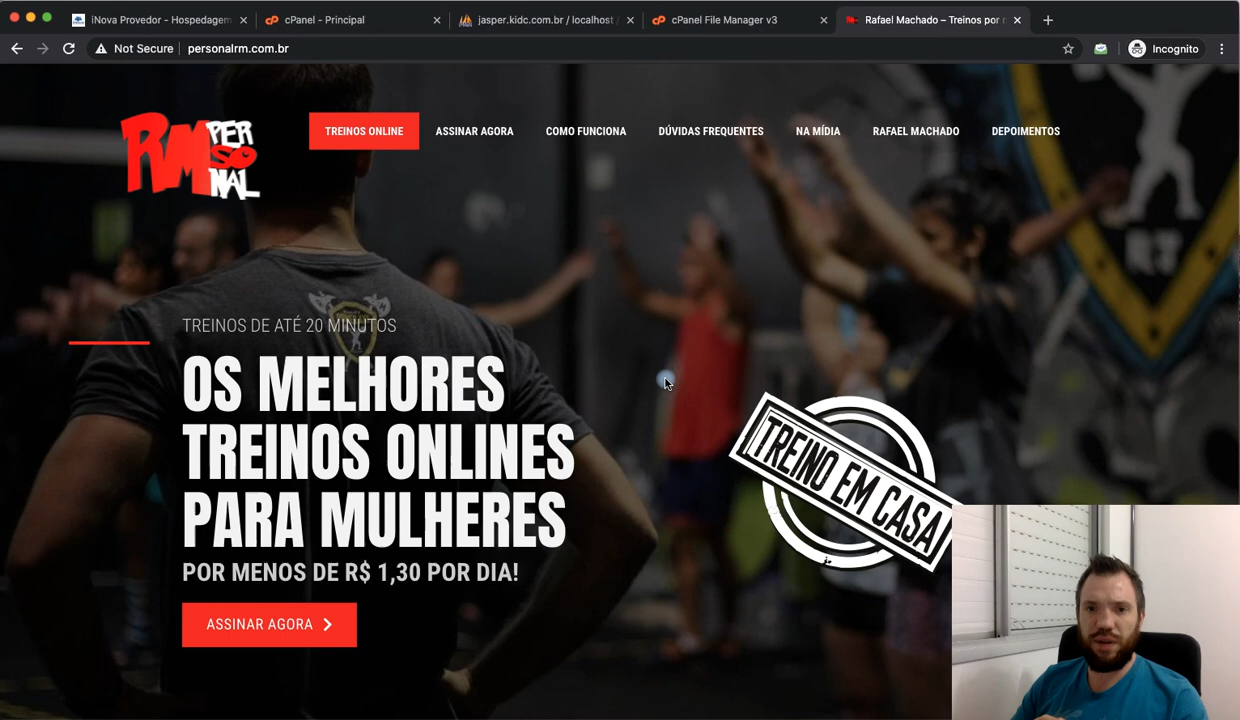 iNova Provedor - Hospedagem
cPanel - Principal
jasper.kidc.com.br / localhost /
cPanel File Manager v3
Rafael Machado – Treinos por
Not Secure
personalrm.com.br
Incognito
RM PER
SO
NAL
TREINOS ONLINE
ASSINAR AGORA
COMO FUNCIONA
DÚVIDAS FREQUENTES
NA MÍDIA
RAFAEL MACHADO
DEPOIMENTOS
RT
TREINOS DE ATÉ 20 MINUTOS
OS MELHORES
TREINOS ONLINES
PARA MULHERES
POR MENOS DE R$ 1,30 POR DIA!
ASSINAR AGORA
TREINO EM CASA